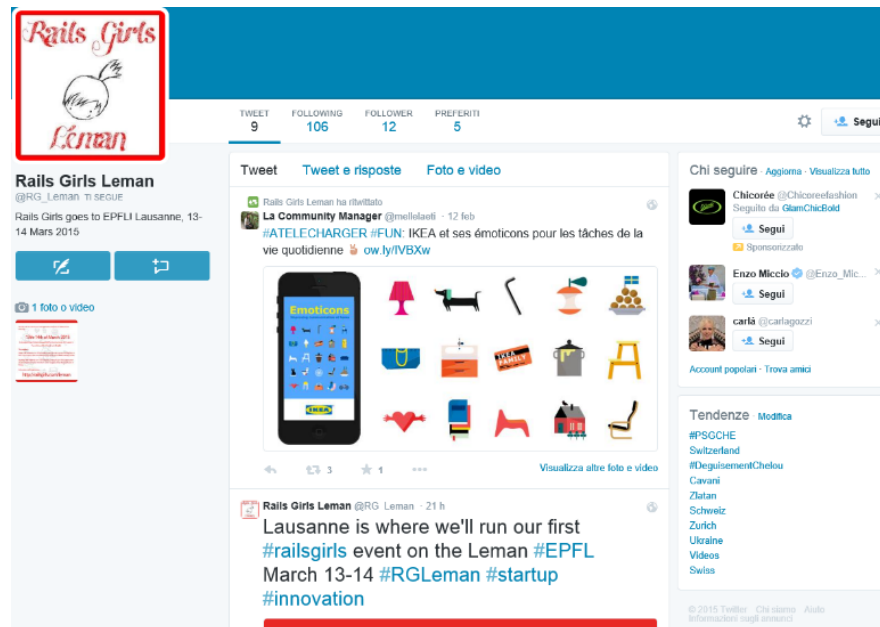 Rails Girls
Léman
TWEET
9
FOLLOWING
106
FOLLOWER
12
PREFERITI
5
Segui
Rails Girls Leman
@RG_Leman TI SEGUE
Rails Girls goes to EPFLI Lausanne, 13-
14 Mars 2015
1 foto o video
Tweet Tweet e risposte Foto e video
Rails Girls Leman ha ritwittato
La Community Manager @mellelaeti · 12 feb
#ATELECHARGER #FUN: IKEA et ses émoticons pour les tâches de la
vie quotidienne ow.ly/IVBXw
Emoticons
IKEA
IKEA
FAMILY
3 1
Visualizza altre foto e video
Rails Girls Leman @RG_Leman · 21 h
Lausanne is where we'll run our first
#railsgirls event on the Leman #EPFL
March 13-14 #RGLeman #startup
#innovation
Chi seguire · Aggiorna · Visualizza tutto
Chicorée @Chicoreefashion
Seguito da GlamChicBold
Segui
Sponsorizzato
Enzo Miccio @Enzo_Mic...
Segui
carlá @carlagozzi
Segui
Account popolari · Trova amici
Tendenze · Modifica
#PSGCHE
Switzerland
#DeguisementChelou
Cavani
Zlatan
Schweiz
Zurich
Ukraine
Videos
Swiss
© 2015 Twitter Chi siamo Aiuto
Informazioni sugli annunci